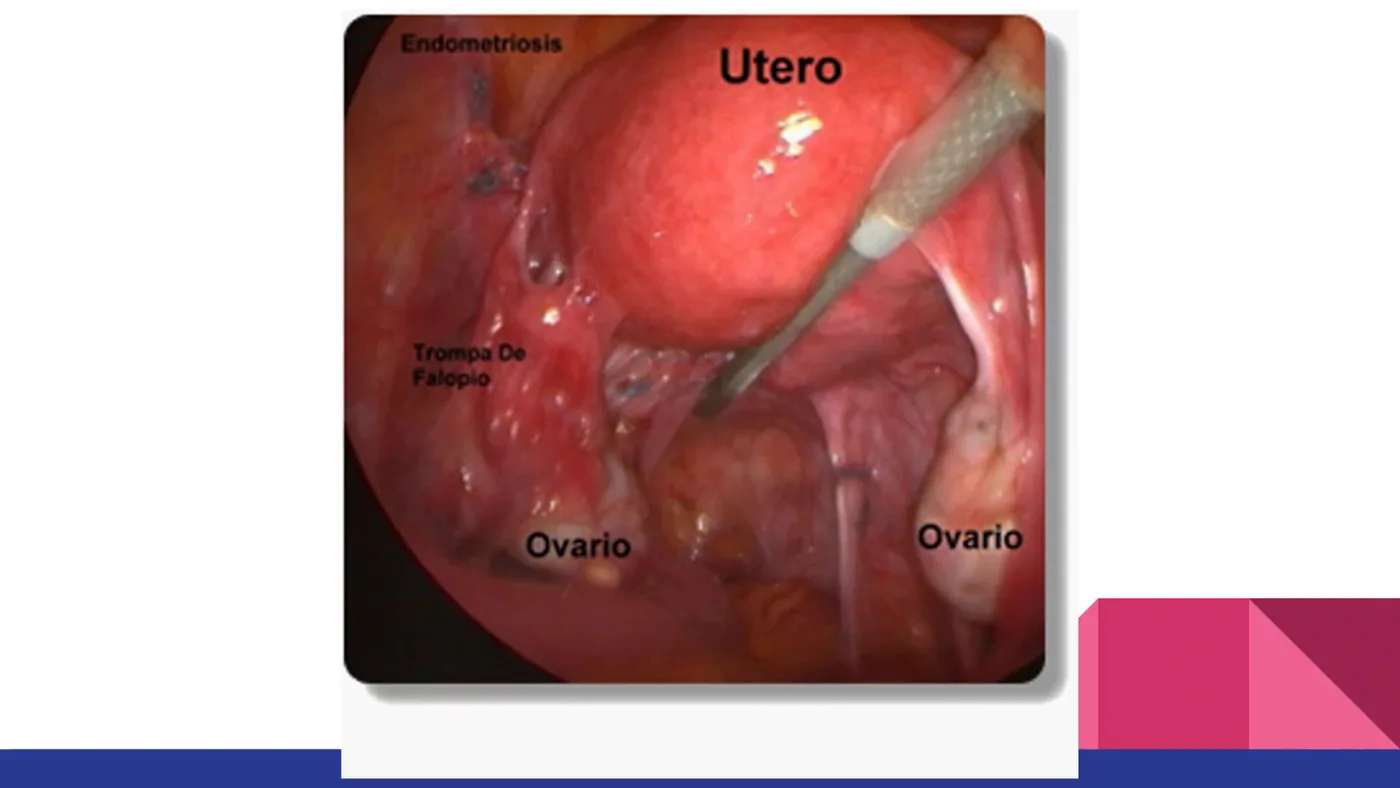 Endometriosis
Utero
Trompa De
Falopio
Ovario
Ovario